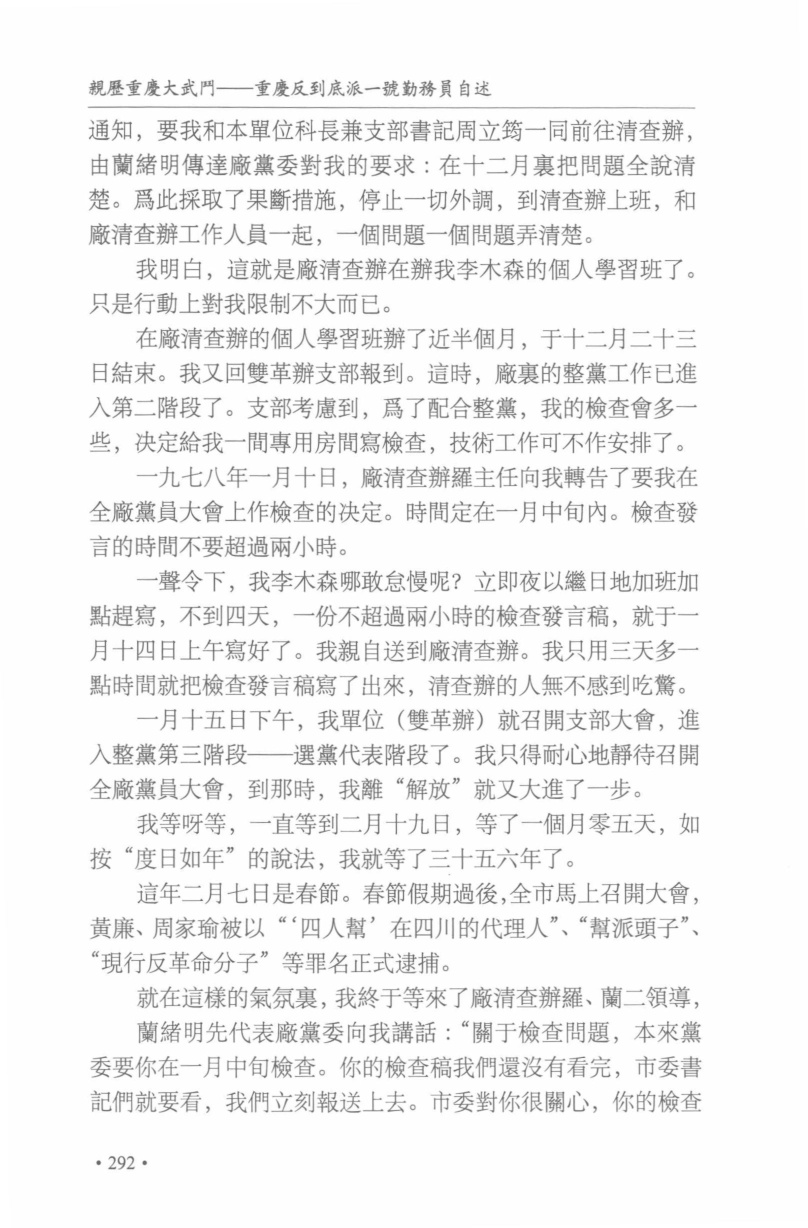 親歷重慶大武鬥——重慶反到底派一號勤務員自述
通知，要我和本單位科長兼支部書記周立筠一同前往清查辦，
由蘭緒明傳達廠黨委對我的要求：在十二月裏把問題全說清
楚。爲此採取了果斷措施，停止一切外調，到清查辦上班，和
廠清查辦工作人員一起，一個問題一個問題弄清楚。
我明白，這就是廠清查辦在辦我李木森的個人學習班了。
只是行動上對我限制不大而已。
在廠清查辦的個人學習班辦了近半個月，于十二月二十三
日結束。我又回雙革辦支部報到。這時，廠裏的整黨工作已進
入第二階段了。支部考慮到，爲了配合整黨，我的檢查會多一
些，決定給我一間專用房間寫檢查，技術工作可不作安排了。
一九七八年一月十日，廠清查辦羅主任向我轉告了要我在
全廠黨員大會上作檢查的決定。時間定在一月中旬內。檢查發
言的時間不要超過兩小時。
一聲令下，我李木森哪敢怠慢呢？立即夜以繼日地加班加
點趕寫，不到四天，一份不超過兩小時的檢查發言稿，就于一
月十四日上午寫好了。我親自送到廠清查辦。我只用三天多一
點時間就把檢查發言稿寫了出來，清查辦的人無不感到吃驚。
一月十五日下午，我單位（雙革辦）就召開支部大會，進
入整黨第三階段——選黨代表階段了。我只得耐心地靜待召開
全廠黨員大會，到那時，我離“解放”就又大進了一步。
我等呀等，一直等到二月十九日，等了一個月零五天，如
按“度日如年”的說法，我就等了三十五六年了。
這年二月七日是春節。春節假期過後,全市馬上召開大會，
黃廉、周家瑜被以“‘四人幫’在四川的代理人”、“幫派頭子”、
“現行反革命分子”等罪名正式逮捕。
就在這樣的氣氛裏，我終于等來了廠清查辦羅、蘭二領導，
蘭緒明先代表廠黨委向我講話：“關于檢查問題，本來黨
委要你在一月中旬檢查。你的檢查稿我們還沒有看完，市委書
記們就要看，我們立刻報送上去。市委對你很關心，你的檢查
• 292 •